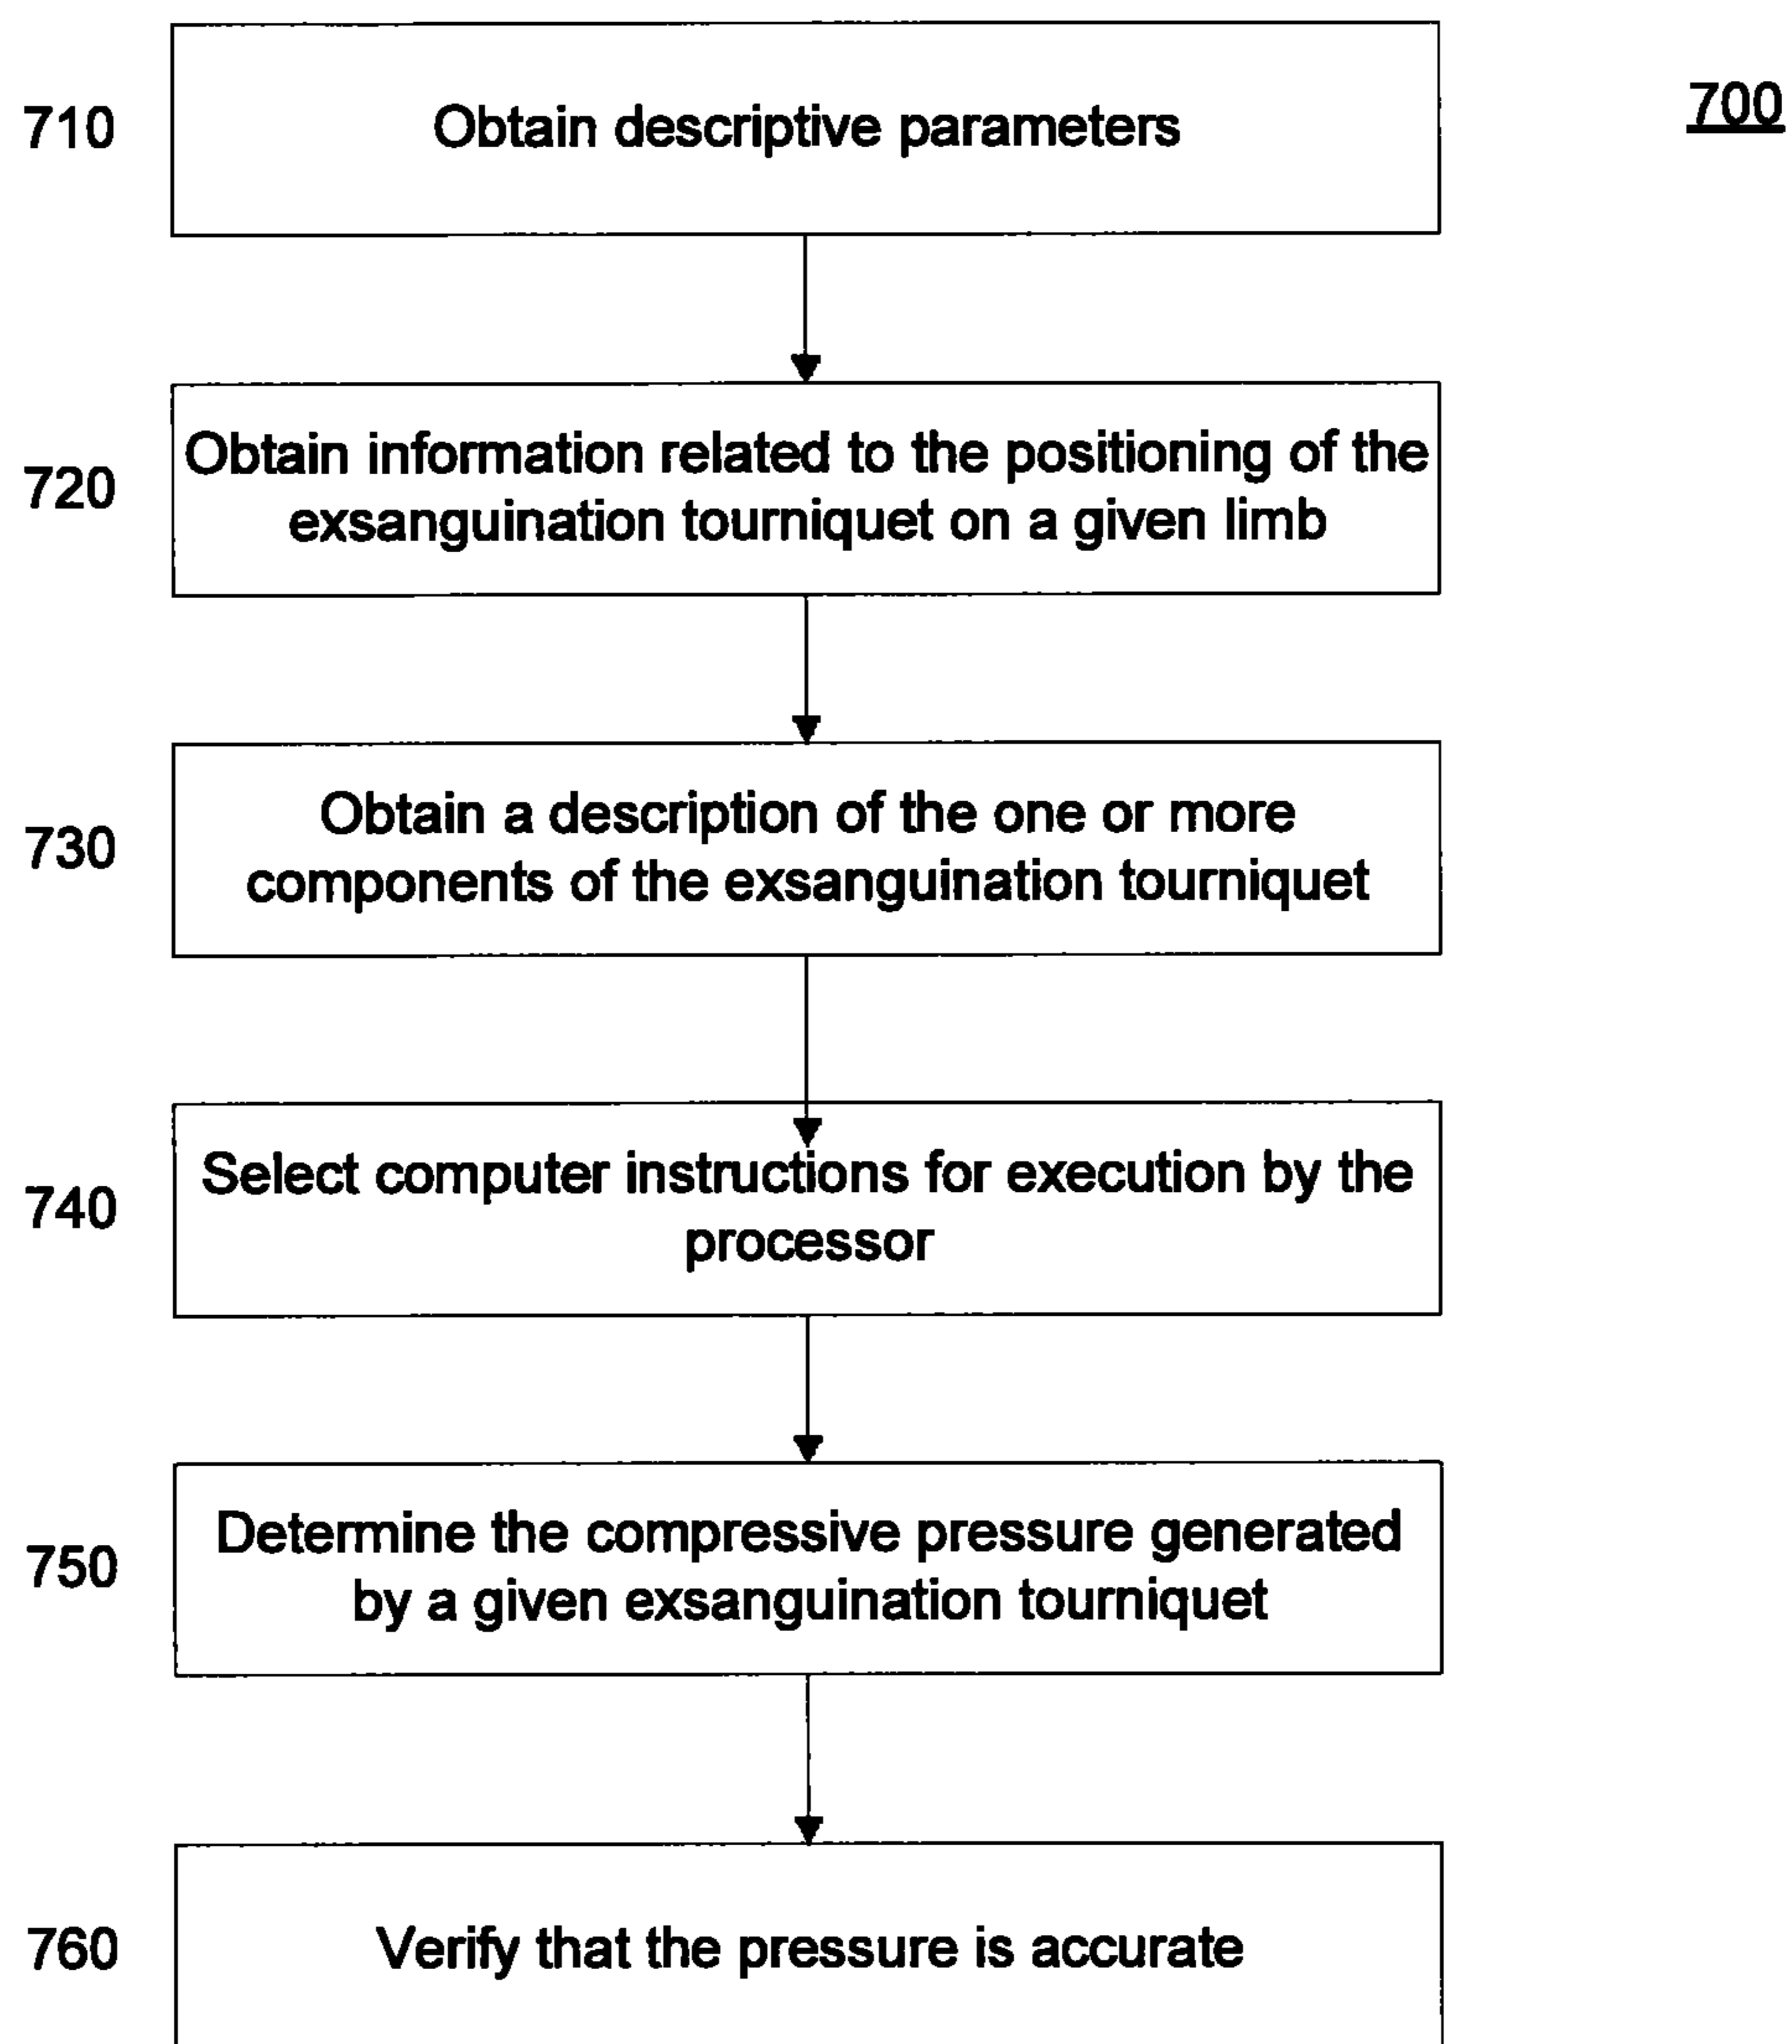 710
Obtain descriptive parameters
700
720
Obtain information related to the positioning of the
exsanguination tourniquet on a given limb
730
Obtain a description of the one or more
components of the exsanguination tourniquet
740
Select computer instructions for execution by the
processor
750
Determine the compressive pressure generated
by a given exsanguination tourniquet
760
Verify that the pressure is accurate